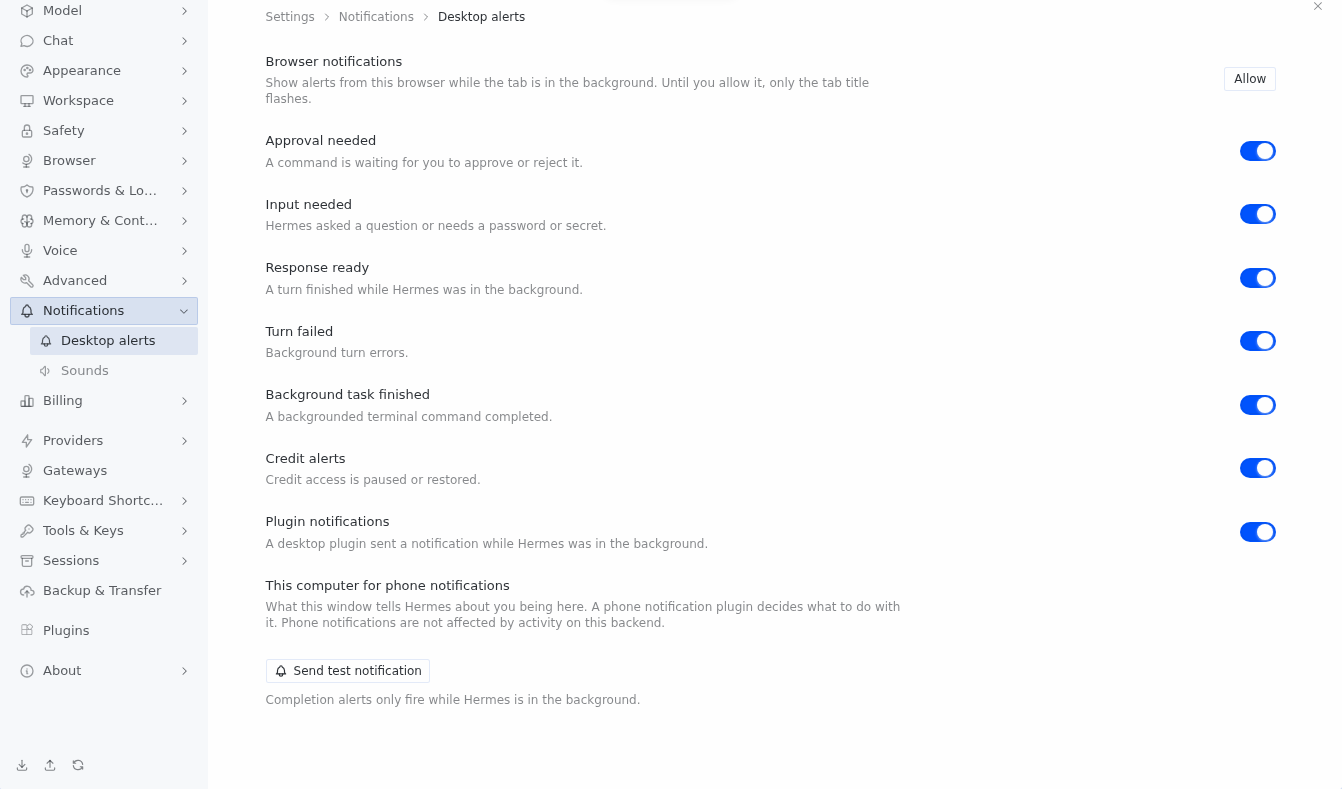 Model
Chat
Appearance
Workspace
Safety
Browser
Passwords & Lo...
Memory & Cont...
Voice
Advanced
Notifications
Desktop alerts
Sounds
Billing
Providers
Gateways
Keyboard Shortc...
Tools & Keys
Sessions
Backup & Transfer
Plugins
About
Settings > Notifications > Desktop alerts
Browser notifications
Show alerts from this browser while the tab is in the background. Until you allow it, only the tab title
flashes.
Allow
Approval needed
A command is waiting for you to approve or reject it.
Input needed
Hermes asked a question or needs a password or secret.
Response ready
A turn finished while Hermes was in the background.
Turn failed
Background turn errors.
Background task finished
A backgrounded terminal command completed.
Credit alerts
Credit access is paused or restored.
Plugin notifications
A desktop plugin sent a notification while Hermes was in the background.
This computer for phone notifications
What this window tells Hermes about you being here. A phone notification plugin decides what to do with
it. Phone notifications are not affected by activity on this backend.
Send test notification
Completion alerts only fire while Hermes is in the background.